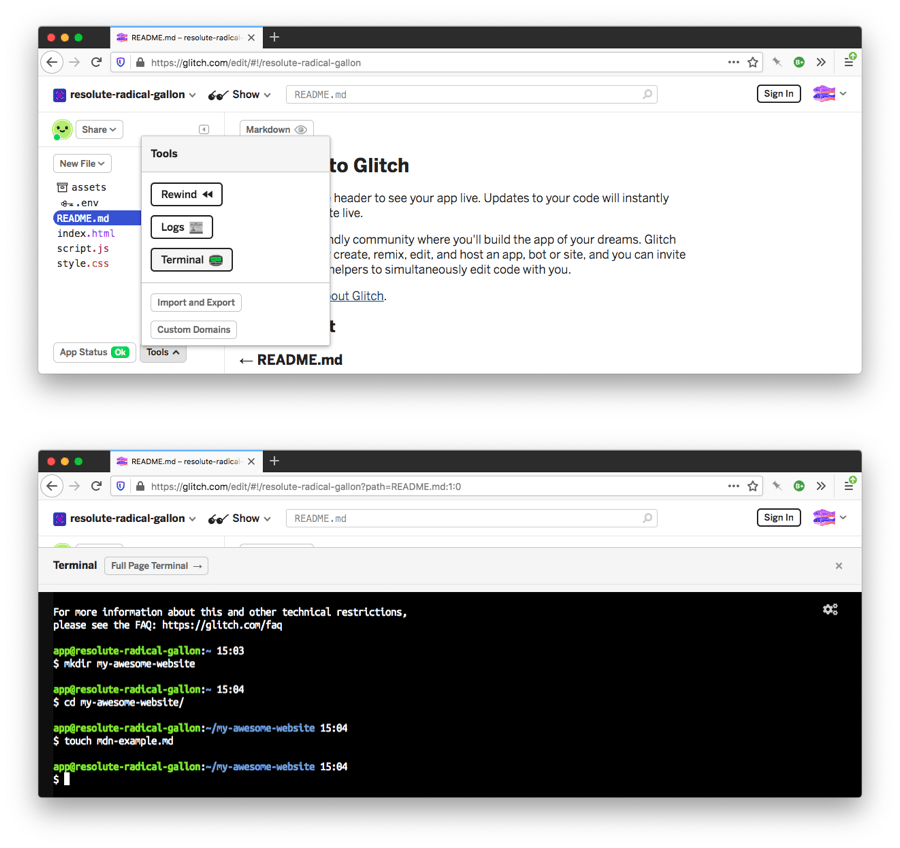 README.md – resolute-radical-
https://glitch.com/edit/#!/resolute-radical-gallon
resolute-radical-gallon Show README.md Sign In
Share Markdown
Tools
New File
to Glitch
assets
.env
Rewind
header to see your app live. Updates to your code will instantly
README.md
te live.
index.html
Logs
script.js
ndly community where you'll build the app of your dreams. Glitch
create, remix, edit, and host an app, bot or site, and you can invite
style.css
Terminal
helpers to simultaneously edit code with you.
out Glitch.
Import and Export
t
Custom Domains
App Status Ok Tools
← README.md
README.md – resolute-radical-
https://glitch.com/edit/#!/resolute-radical-gallon?path=README.md:1:0
resolute-radical-gallon Show README.md Sign In
Terminal Full Page Terminal →
For more information about this and other technical restrictions,
please see the FAQ: https://glitch.com/faq
app@resolute-radical-gallon:~ 15:03
$ mkdir my-awesome-website
app@resolute-radical-gallon:~ 15:04
$ cd my-awesome-website/
app@resolute-radical-gallon:~/my-awesome-website 15:04
$ touch mdn-example.md
app@resolute-radical-gallon:~/my-awesome-website 15:04
$